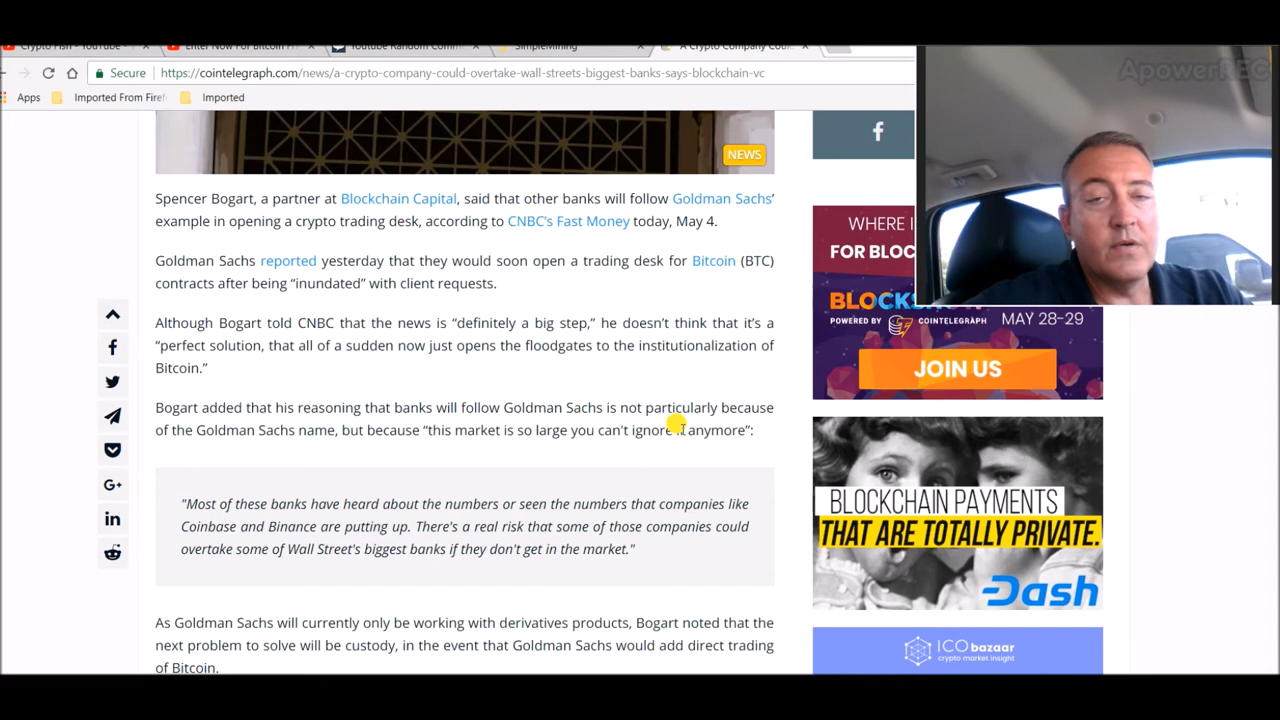 Crypto Fish - YouTube -
Enter Now For Bitcoin
Youtube Random Comm
SimpleMining
A Crypto Company Coul
ApowerREC
Secure
https://cointelegraph.com/news/a-crypto-company-could-overtake-wall-streets-biggest-banks-says-blockchain-vc
Apps
Imported From Firef
Imported
NEWS
Spencer Bogart, a partner at Blockchain Capital, said that other banks will follow Goldman Sachs'
example in opening a crypto trading desk, according to CNBC's Fast Money today, May 4.
Goldman Sachs reported yesterday that they would soon open a trading desk for Bitcoin (BTC)
contracts after being “inundated” with client requests.
Although Bogart told CNBC that the news is “definitely a big step,” he doesn't think that it's a
“perfect solution, that all of a sudden now just opens the floodgates to the institutionalization of
Bitcoin.”
Bogart added that his reasoning that banks will follow Goldman Sachs is not particularly because
of the Goldman Sachs name, but because “this market is so large you can't ignore it anymore”:
"Most of these banks have heard about the numbers or seen the numbers that companies like
Coinbase and Binance are putting up. There's a real risk that some of those companies could
overtake some of Wall Street's biggest banks if they don't get in the market."
As Goldman Sachs will currently only be working with derivatives products, Bogart noted that the
next problem to solve will be custody, in the event that Goldman Sachs would add direct trading
of Bitcoin.
G+
in
WHERE I
FOR BLOC
BLOCKSHOW
POWERED BY COINTELEGRAPH
MAY 28-29
JOIN US
BLOCKCHAIN PAYMENTS
THAT ARE TOTALLY PRIVATE.
Dash
ICObazaar
crypto market insight